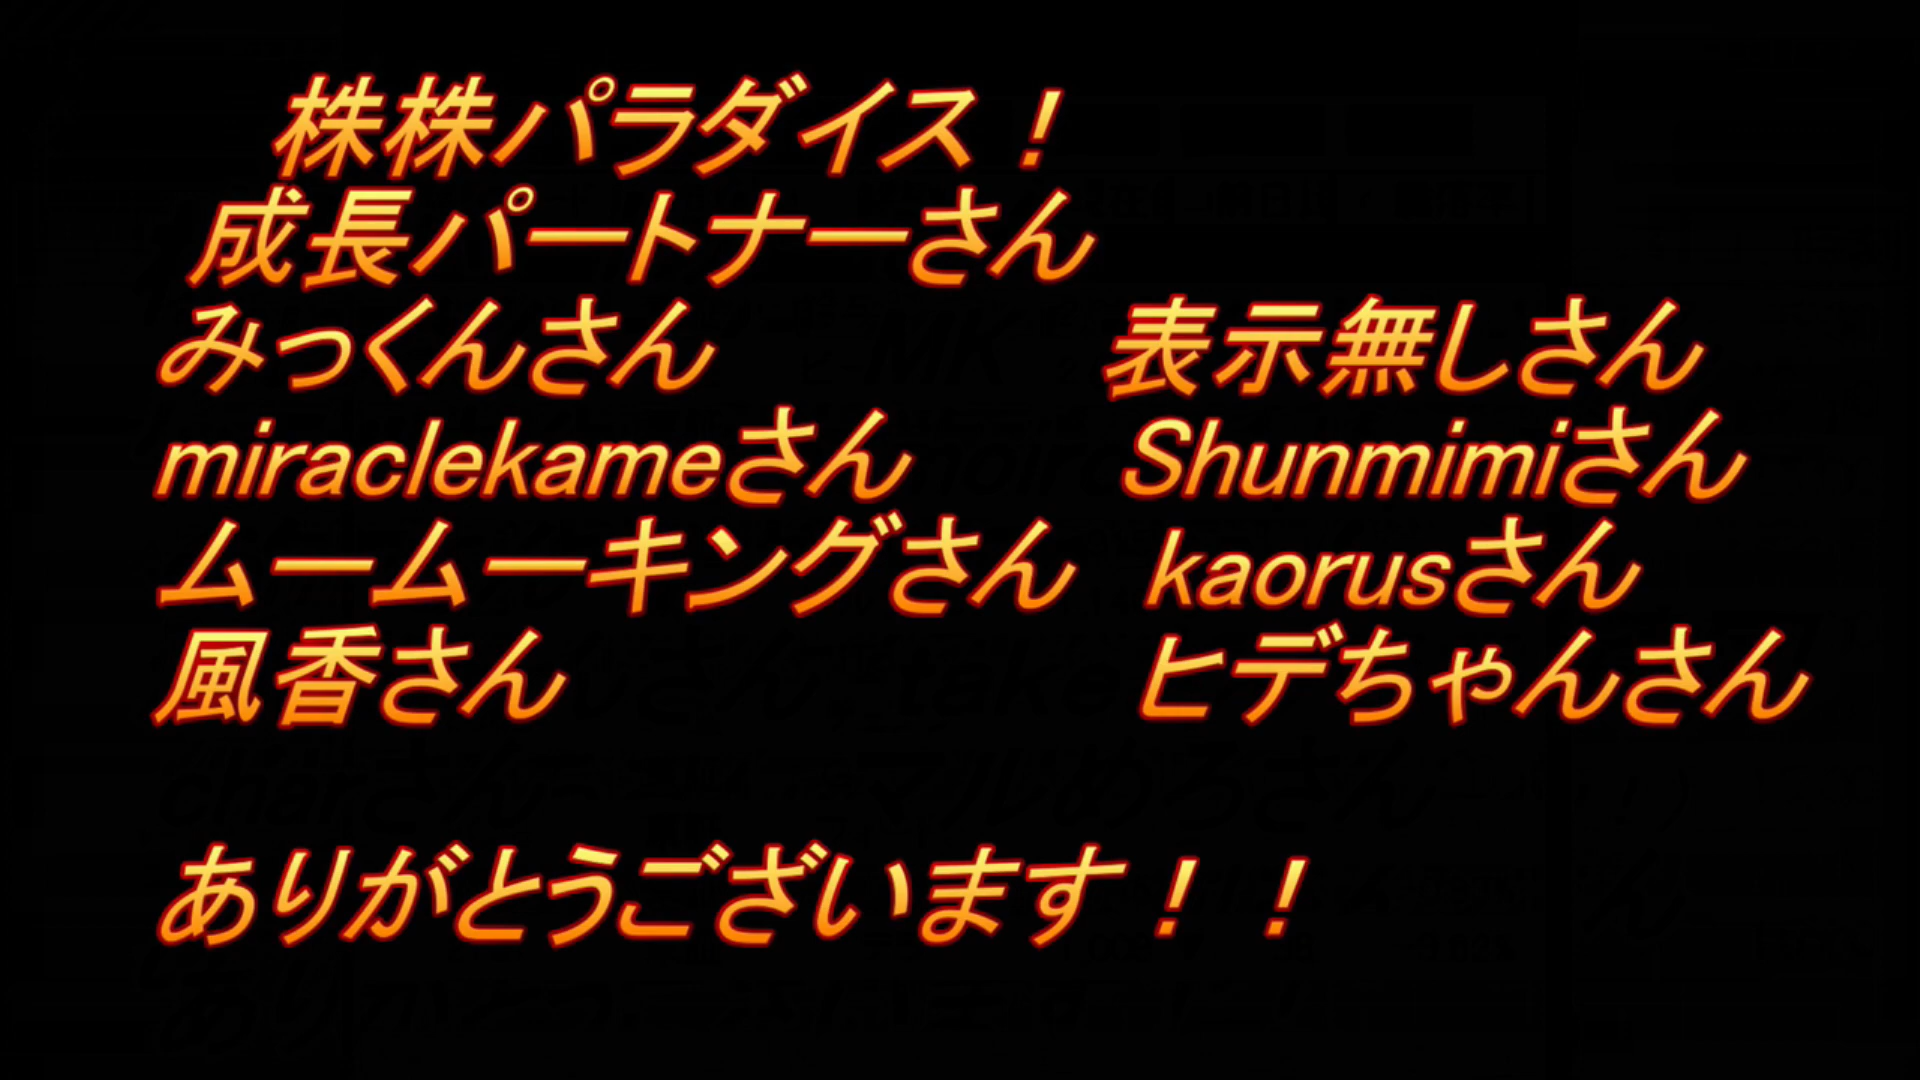 株株パラダイス！
成長パートナーさん
みっくんさん 表示無しさん
miraclekameさん Shunmimiさん
ムームーキングさん kaorusさん
風香さん ヒデちゃんさん
ありがとうございます！！